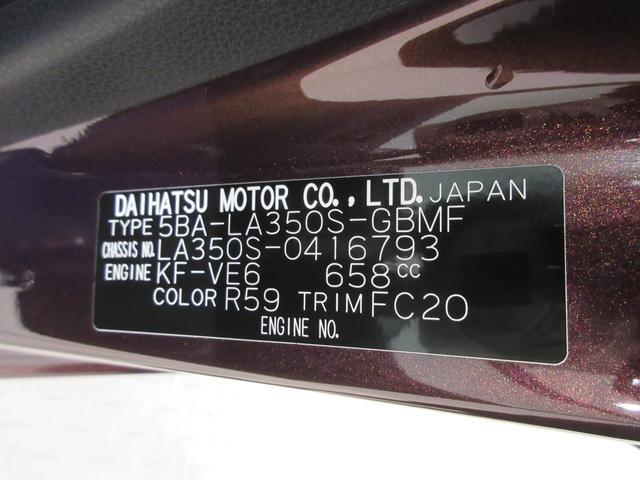 DAIHATSU MOTOR CO., LTD. JAPAN
TYPE 5BA-LA350S-GBMF
CHASSIS NO. LA350S-0416793
ENGINE KF-VE6 658cc
COLOR R59 TRIM FC20
ENGINE NO.